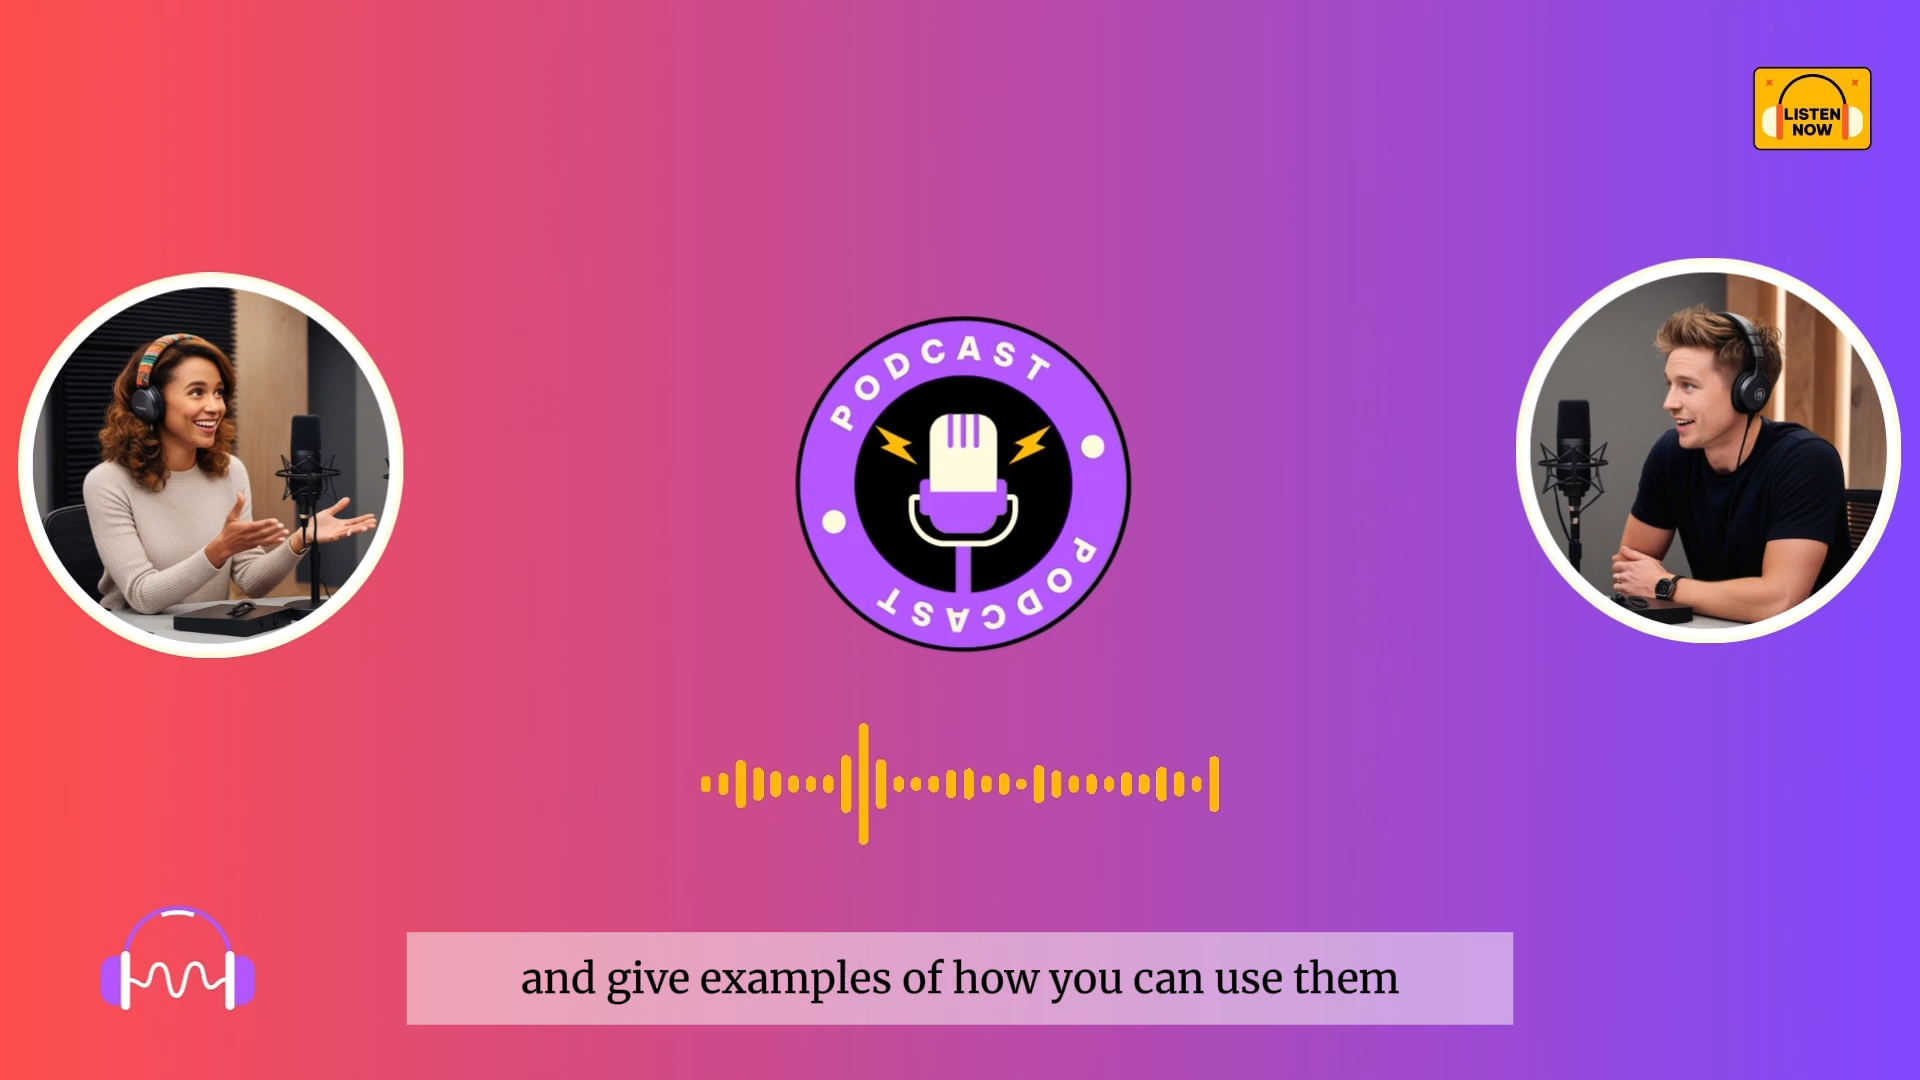 LISTEN
NOW
PODCAST
PODCAST
and give examples of how you can use them